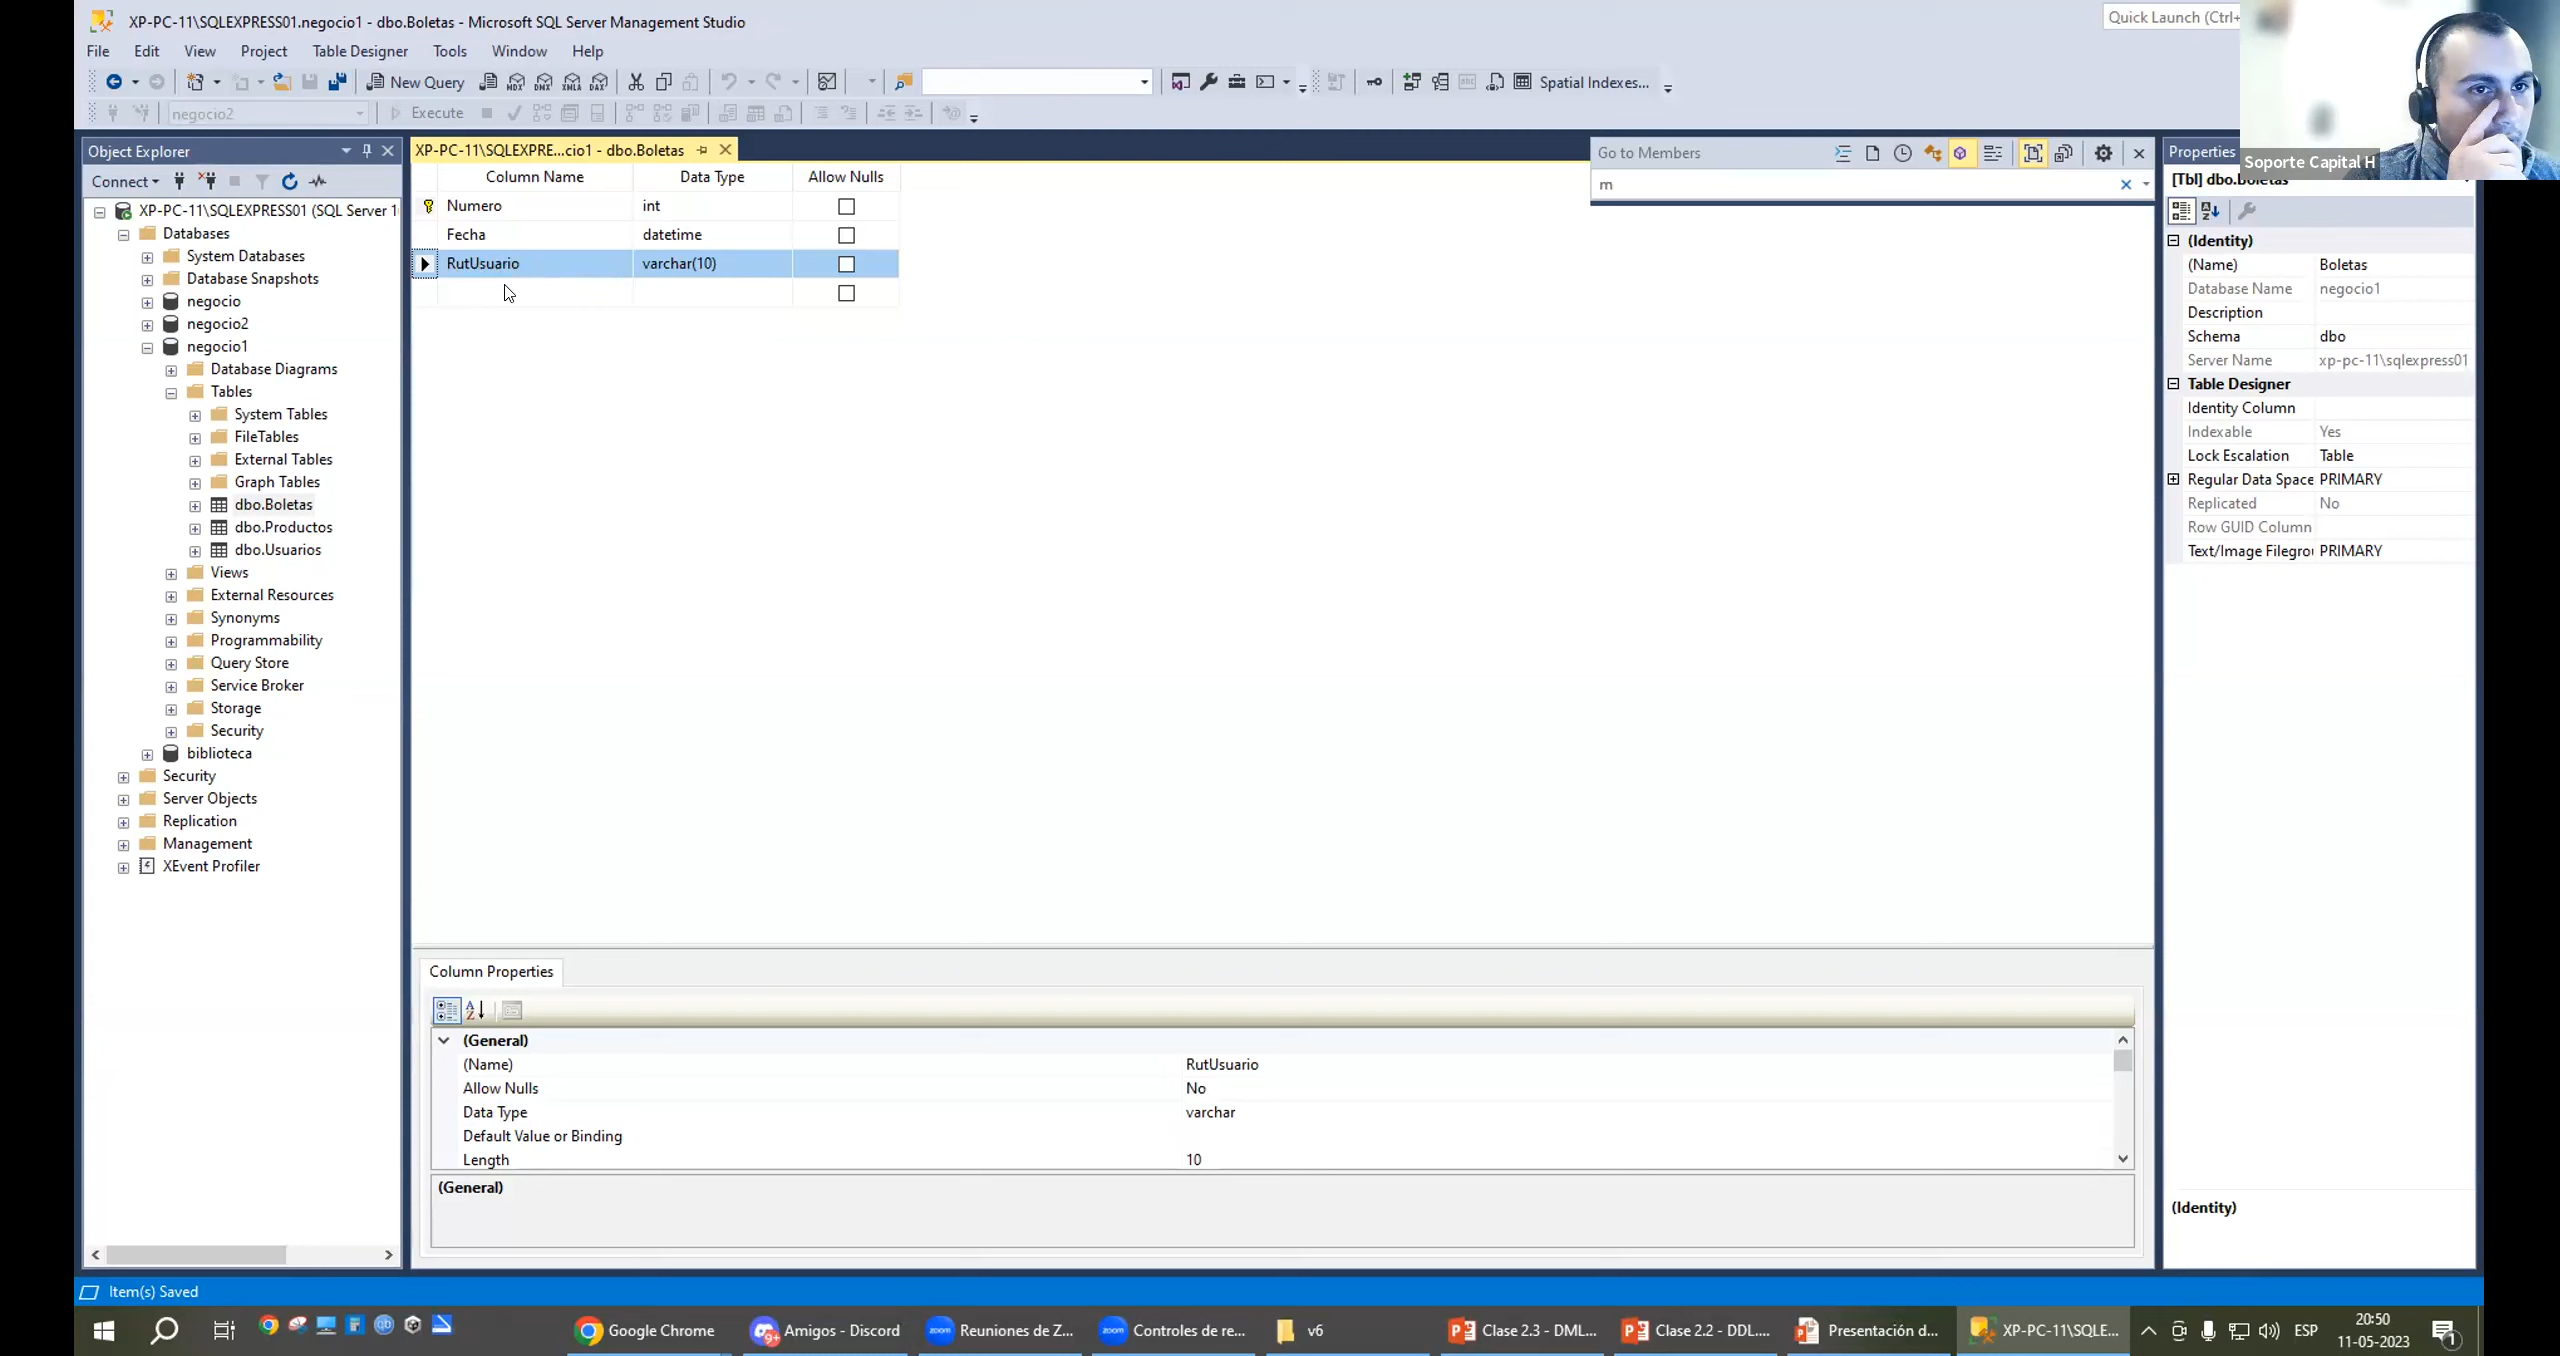 XP-PC-11\SQLEXPRESS01.negocio1 - dbo.Boletas - Microsoft SQL Server Management Studio
Quick Launch (Ctrl+
File Edit View Project Table Designer Tools Window Help
New Query
Spatial Indexes...
negocio2
Execute
Object Explorer
Connect
XP-PC-11\SQLEXPRESS01 (SQL Server 1
Databases
System Databases
Database Snapshots
negocio
negocio2
negocio1
Database Diagrams
Tables
System Tables
FileTables
External Tables
Graph Tables
dbo.Boletas
dbo.Productos
dbo.Usuarios
Views
External Resources
Synonyms
Programmability
Query Store
Service Broker
Storage
Security
biblioteca
Security
Server Objects
Replication
Management
XEvent Profiler
XP-PC-11\SQLEXPRE...cio1 - dbo.Boletas
Column Name Data Type Allow Nulls
Numero int
Fecha datetime
RutUsuario varchar(10)
Go to Members
m
Column Properties
(General)
(Name) RutUsuario
Allow Nulls No
Data Type varchar
Default Value or Binding
Length 10
(General)
Properties
Soporte Capital H
[Tbl] dbo.Boletas
(Identity)
(Name) Boletas
Database Name negocio1
Description
Schema dbo
Server Name xp-pc-11\sqlexpress01
Table Designer
Identity Column
Indexable Yes
Lock Escalation Table
Regular Data Space PRIMARY
Replicated No
Row GUID Column
Text/Image Filegro PRIMARY
(Identity)
Item(s) Saved
Google Chrome
Amigos - Discord
zoom Reuniones de Z...
zoom Controles de re...
v6
Clase 2.3 - DML...
Clase 2.2 - DDL....
Presentación d...
XP-PC-11\SQLE...
ESP
20:50
11-05-2023